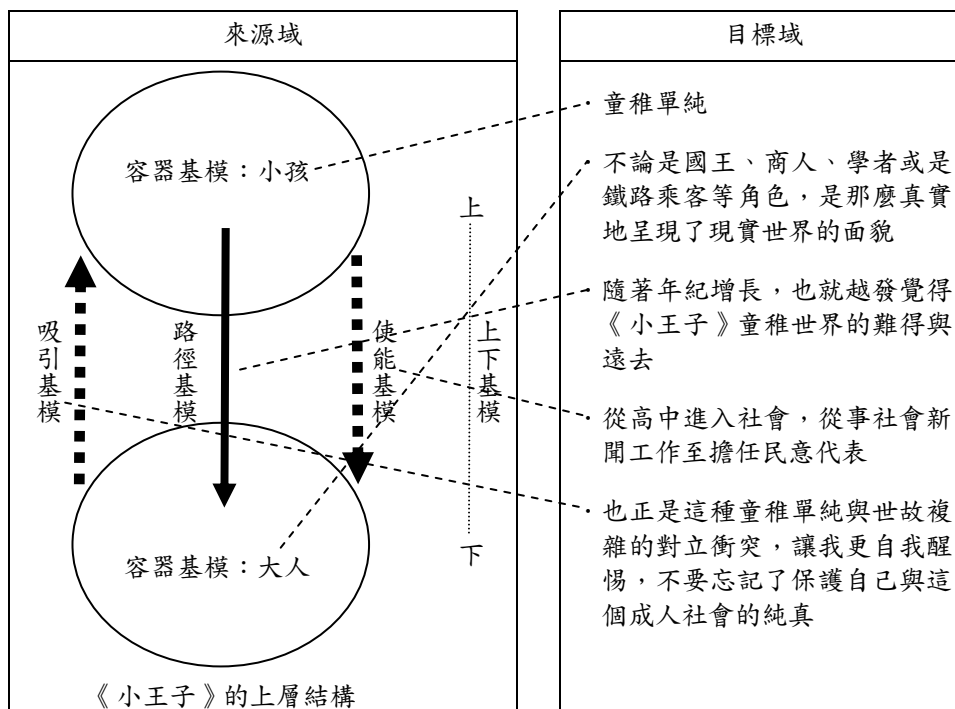 來源域
容器基模：小孩
吸引基模
路徑基模
使能基模
上
上下基模
下
容器基模：大人
《小王子》的上層結構
目標域
‧童稚單純
‧不論是國王、商人、學者或是
鐵路乘客等角色，是那麼真實
地呈現了現實世界的面貌
‧隨著年紀增長，也就越發覺得
《小王子》童稚世界的難得與
遠去
‧從高中進入社會，從事社會新
聞工作至擔任民意代表
‧也正是這種童稚單純與世故複
雜的對立衝突，讓我更自我醒
惕，不要忘記了保護自己與這
個成人社會的純真